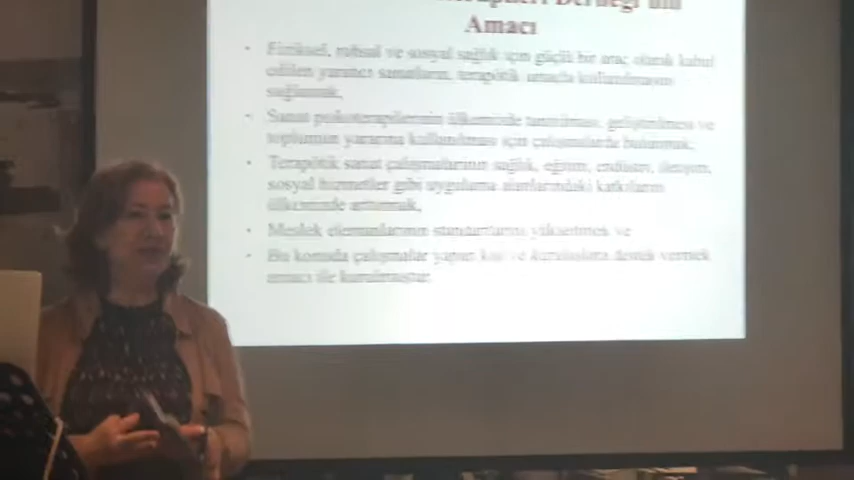 Derneği'nin
Amacı
• Fiziksel, ruhsal ve sosyal sağlık için güçlü bir araç olarak kabul
edilen yaratıcı sanatların, terapötik amaçla kullanılmasını
sağlamak,
• Sanat psikoterapilerinin ülkemizde tanıtılması, geliştirilmesi ve
toplumun yararına kullanılması için çalışmalarda bulunmak,
• Terapötik sanat çalışmalarının sağlık, eğitim, endüstri, iletişim,
sosyal hizmetler gibi uygulama alanlarındaki katkılarını
ülkemizde artırmak,
• Meslek elemanlarının standartlarını yükseltmek ve
• Bu konuda çalışmalar yapan kişi ve kuruluşlara destek vermek
amacı ile kurulmuştur.